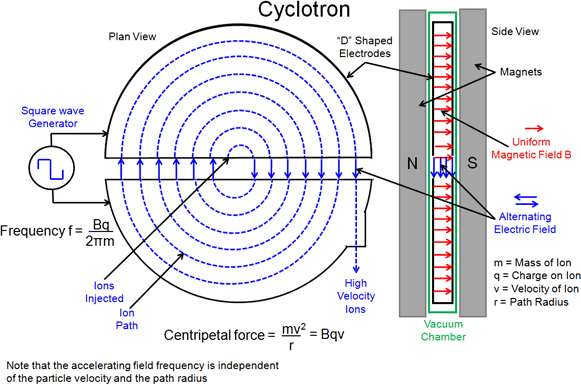 Cyclotron
Plan View
"D" Shaped
Electrodes
Side View
Magnets
Square wave
Generator
Uniform
Magnetic Field B
N
S
Alternating
Electric Field
Frequency f = Bq
2πm
Ions
Injected
Ion
Path
High
Velocity
Ions
m = Mass of Ion
q = Charge on Ion
v = Velocity of Ion
r = Path Radius
Vacuum
Chamber
Centripetal force = mv² = Bqv
r
Note that the accelerating field frequency is independent
of the particle velocity and the path radius